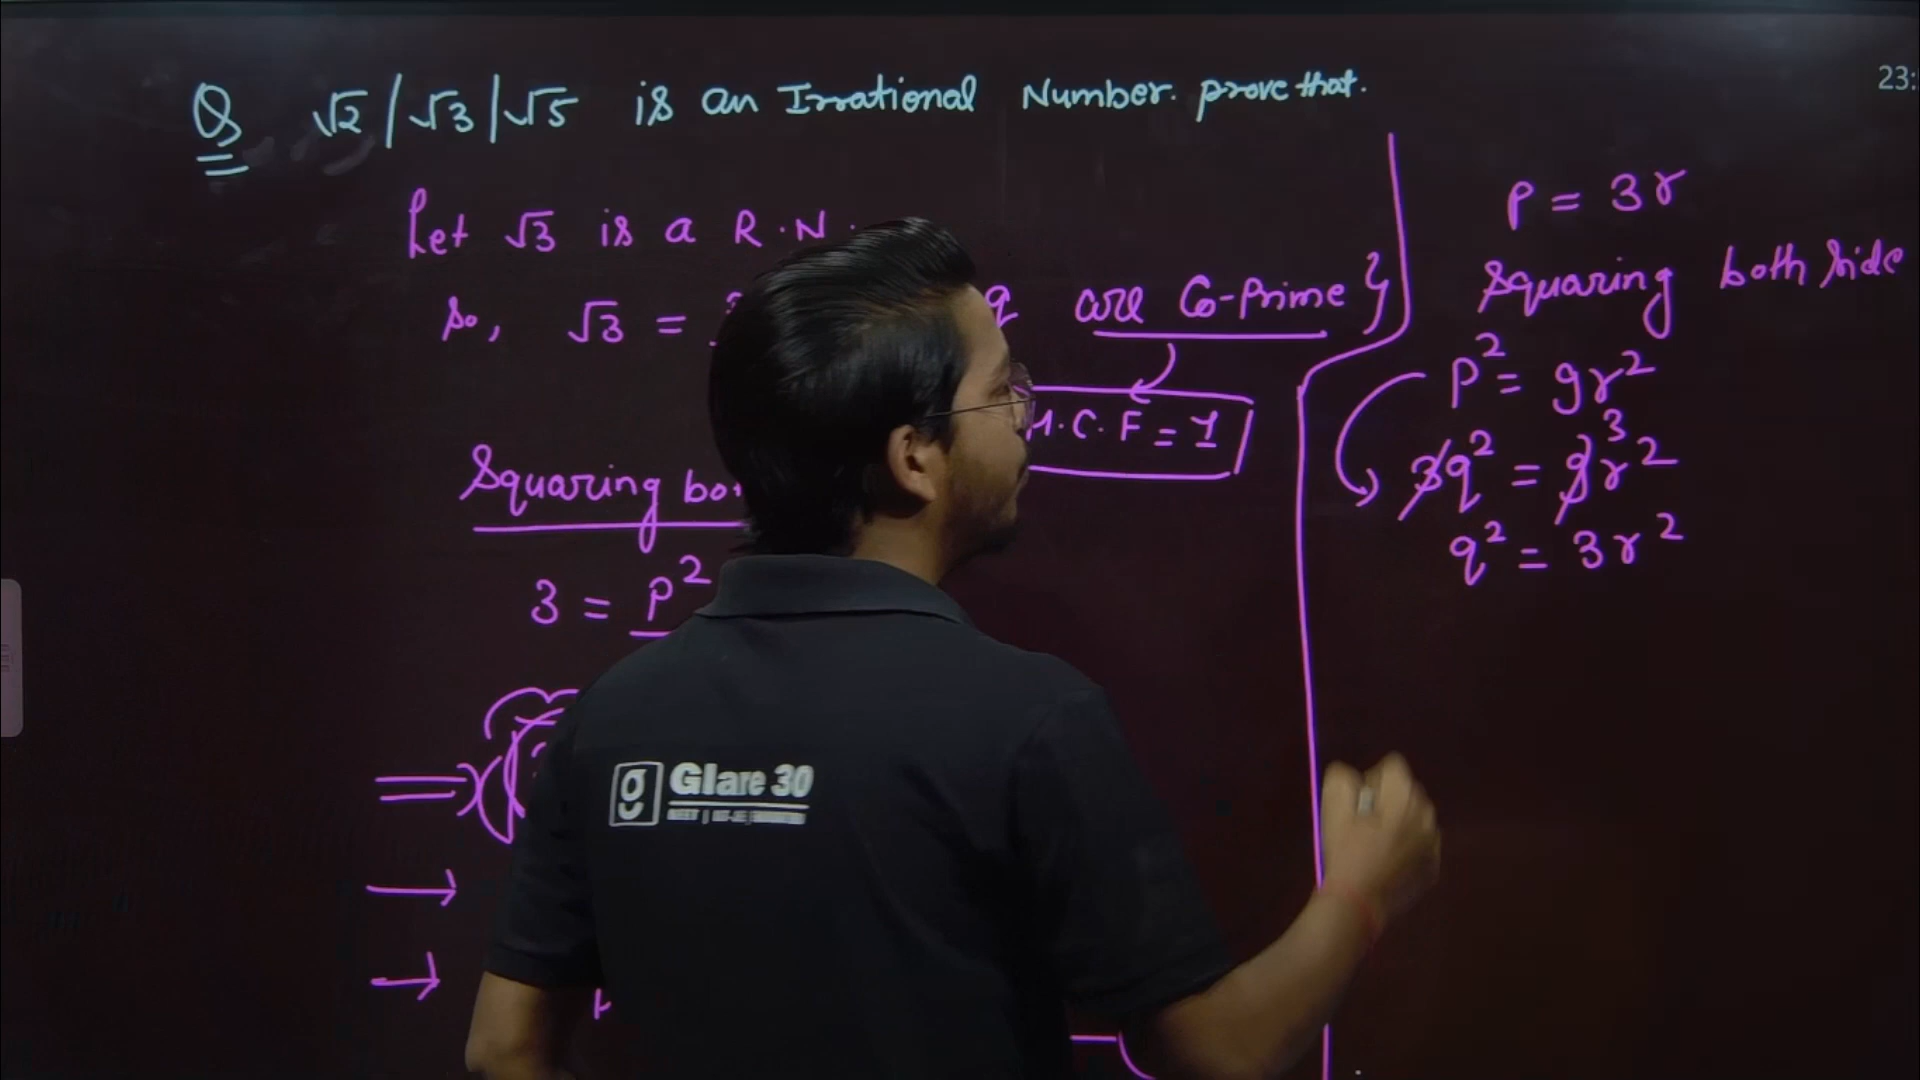 Q √2/√3/√5 is an Irrational Number. prove that.
23:
Let √3 is a R.N.
so, √3 = q are Co-Prime}
H.C.F = 1
Squaring
3 = p²
=>
→
→
P = 3r
Squaring both side
p² = 9r²
3q² = 9r² 3
q² = 3r²
g Glare 30